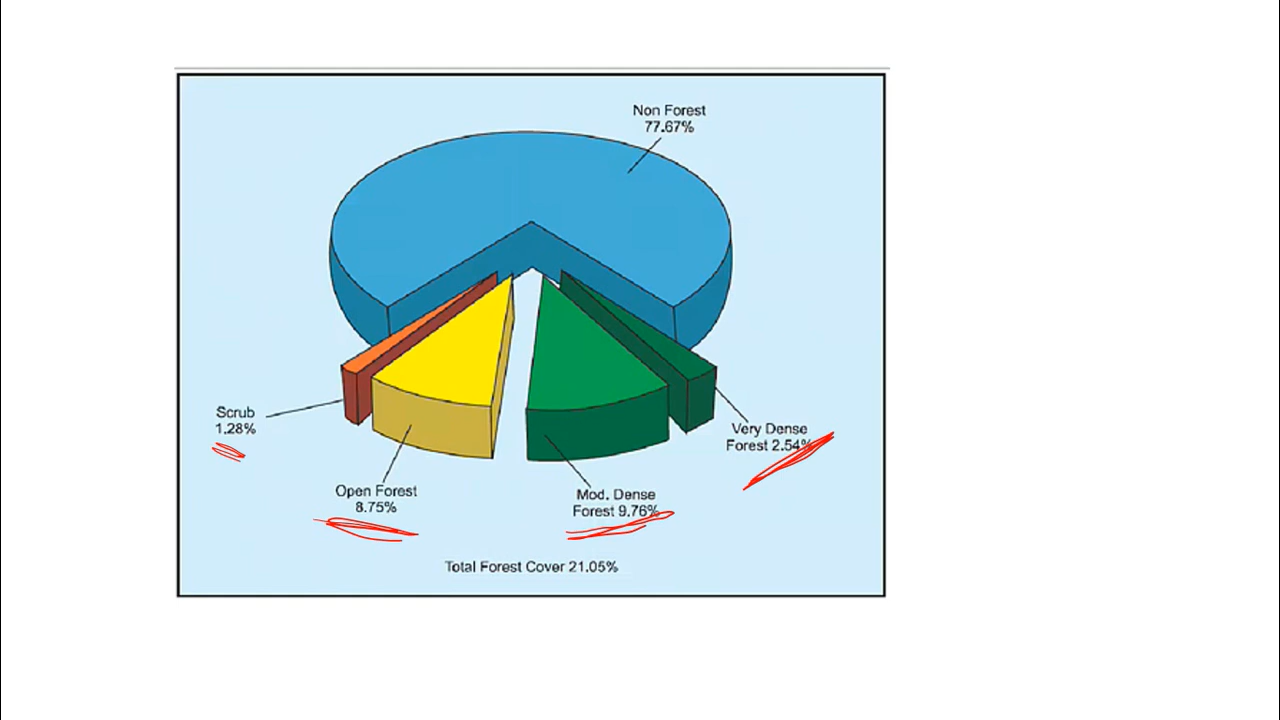 Non Forest
77.67%
Scrub
1.28%
Very Dense
Forest 2.54%
Open Forest
8.75%
Mod. Dense
Forest 9.76%
Total Forest Cover 21.05%